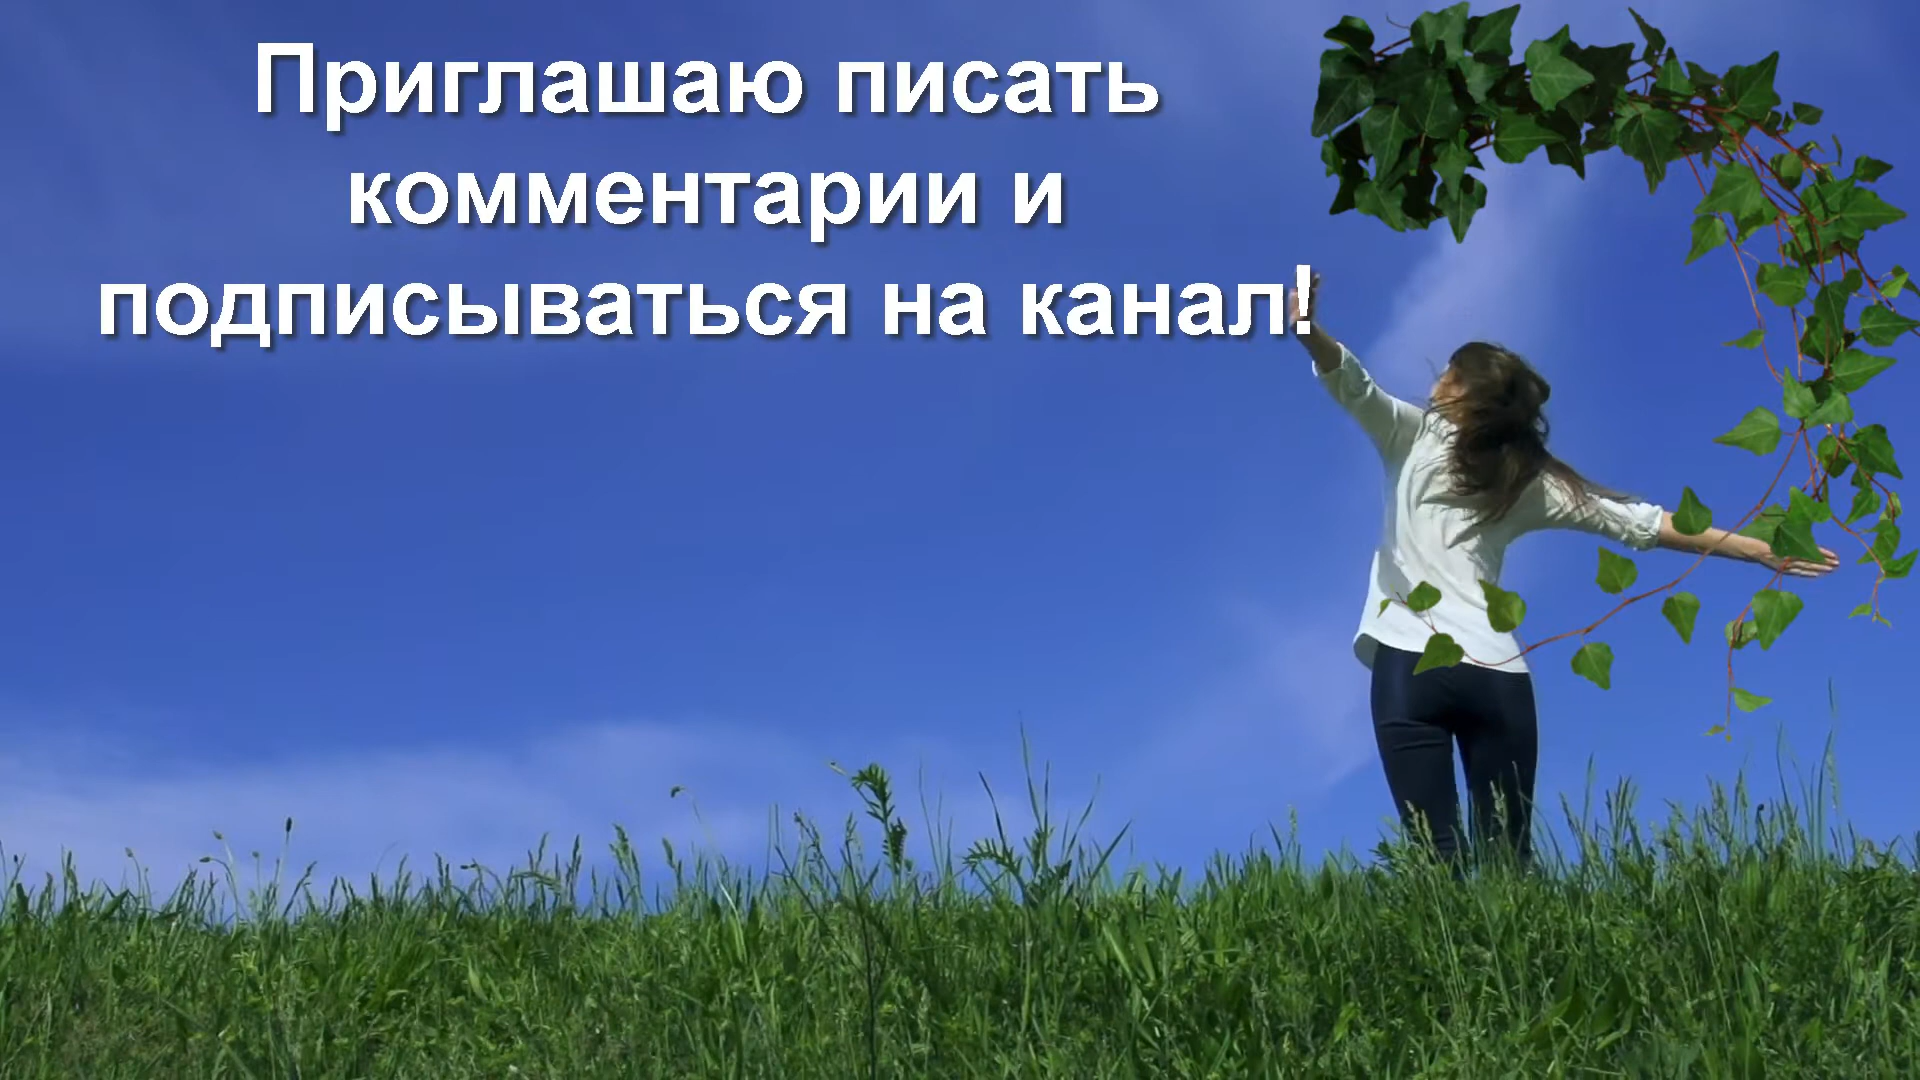 Приглашаю писать
комментарии и
подписываться на канал!